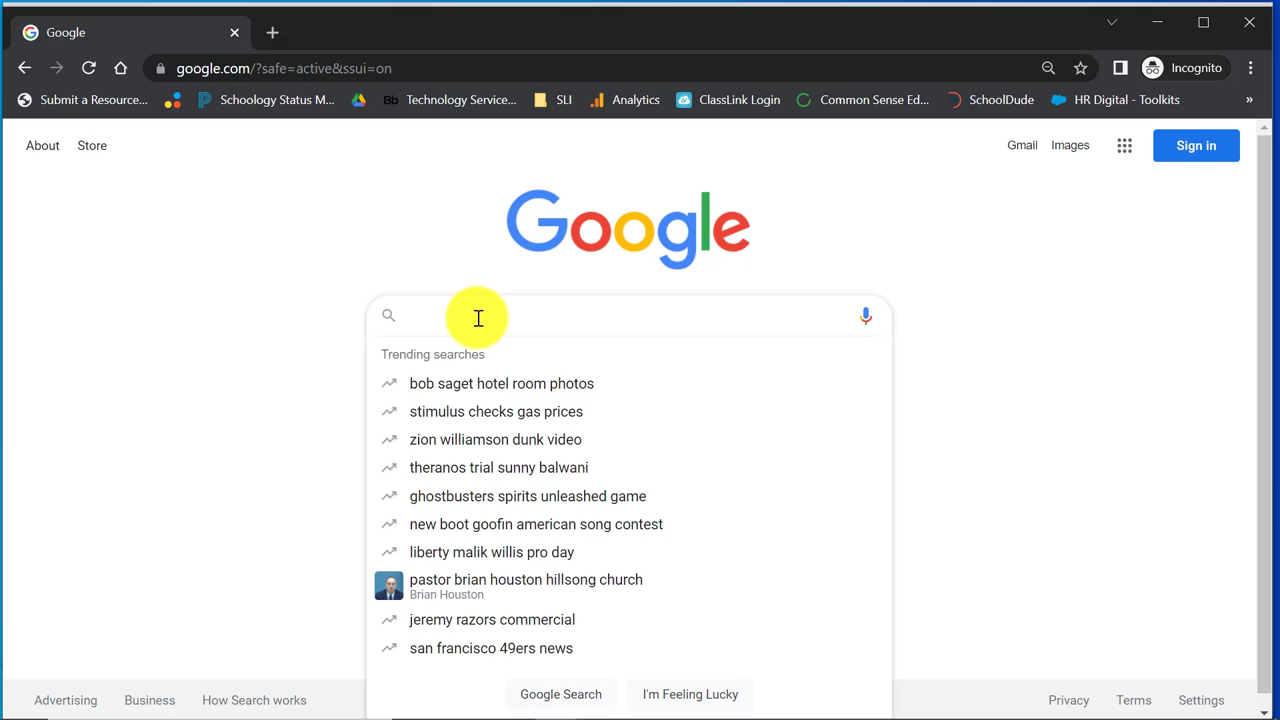 Google
google.com/?safe=active&ssui=on
Incognito
Submit a Resource...
Schoology Status M...
Bb Technology Service...
SLI
Analytics
ClassLink Login
Common Sense Ed...
SchoolDude
HR Digital - Toolkits
»
About Store
Gmail Images
Sign in
Google
Trending searches
bob saget hotel room photos
stimulus checks gas prices
zion williamson dunk video
theranos trial sunny balwani
ghostbusters spirits unleashed game
new boot goofin american song contest
liberty malik willis pro day
pastor brian houston hillsong church
Brian Houston
jeremy razors commercial
san francisco 49ers news
Google Search I'm Feeling Lucky
Advertising Business How Search works
Privacy Terms Settings